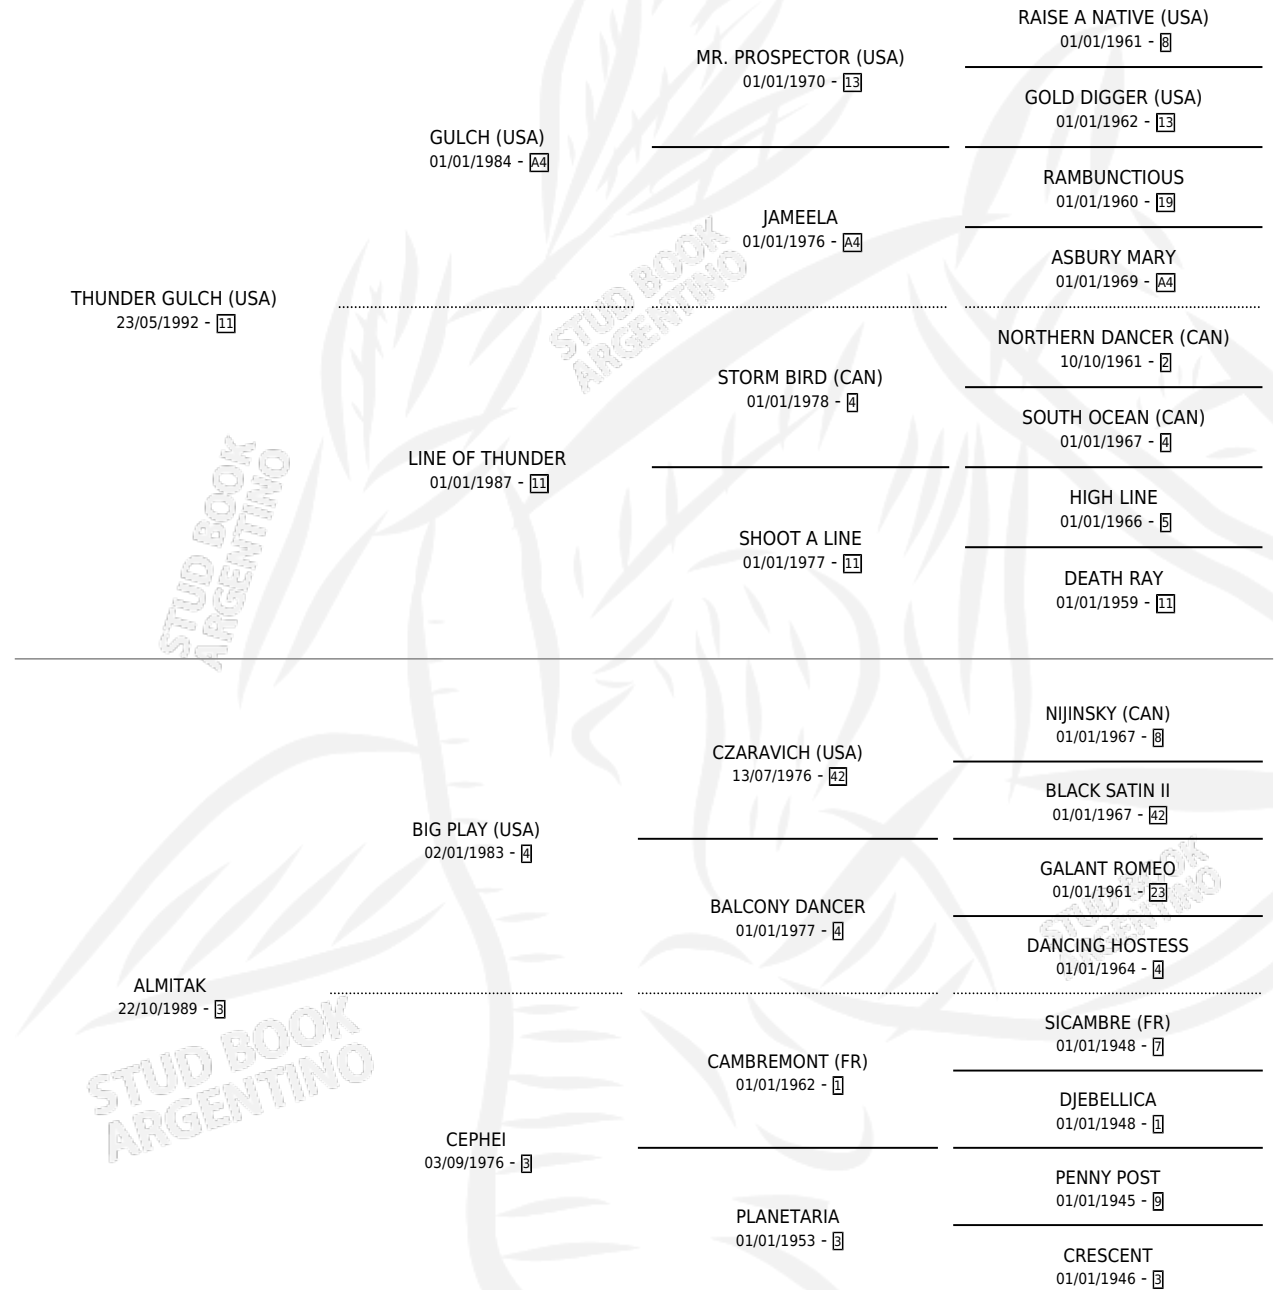 RAISE A NATIVE (USA)
01/01/1961 - 8
MR. PROSPECTOR (USA)
01/01/1970 - 13
GOLD DIGGER (USA)
01/01/1962 - 13
GULCH (USA)
01/01/1984 - A4
RAMBUNCTIOUS
01/01/1960 - 19
JAMEELA
01/01/1976 - A4
ASBURY MARY
01/01/1969 - A4
THUNDER GULCH (USA)
23/05/1992 - 11
STUD BOOK
ARGENTINO
NORTHERN DANCER (CAN)
10/10/1961 - 2
STORM BIRD (CAN)
01/01/1978 - 4
SOUTH OCEAN (CAN)
01/01/1967 - 4
LINE OF THUNDER
01/01/1987 - 11
HIGH LINE
01/01/1966 - 5
SHOOT A LINE
01/01/1977 - 11
DEATH RAY
01/01/1959 - 11
STUD BOOK
ARGENTINO
NIJINSKY (CAN)
01/01/1967 - 8
CZARAVICH (USA)
13/07/1976 - 42
BLACK SATIN II
01/01/1967 - 42
BIG PLAY (USA)
02/01/1983 - 4
GALANT ROMEO
01/01/1961 - 23
BALCONY DANCER
01/01/1977 - 4
DANCING HOSTESS
01/01/1964 - 4
STUD BOOK
ARGENTINO
ALMITAK
22/10/1989 - 3
SICAMBRE (FR)
01/01/1948 - 7
CAMBREMONT (FR)
01/01/1962 - 1
DJEBELLICA
01/01/1948 - 1
STUD BOOK
ARGENTINO
CEPHEI
03/09/1976 - 3
PENNY POST
01/01/1945 - 9
PLANETARIA
01/01/1953 - 3
CRESCENT
01/01/1946 - 3